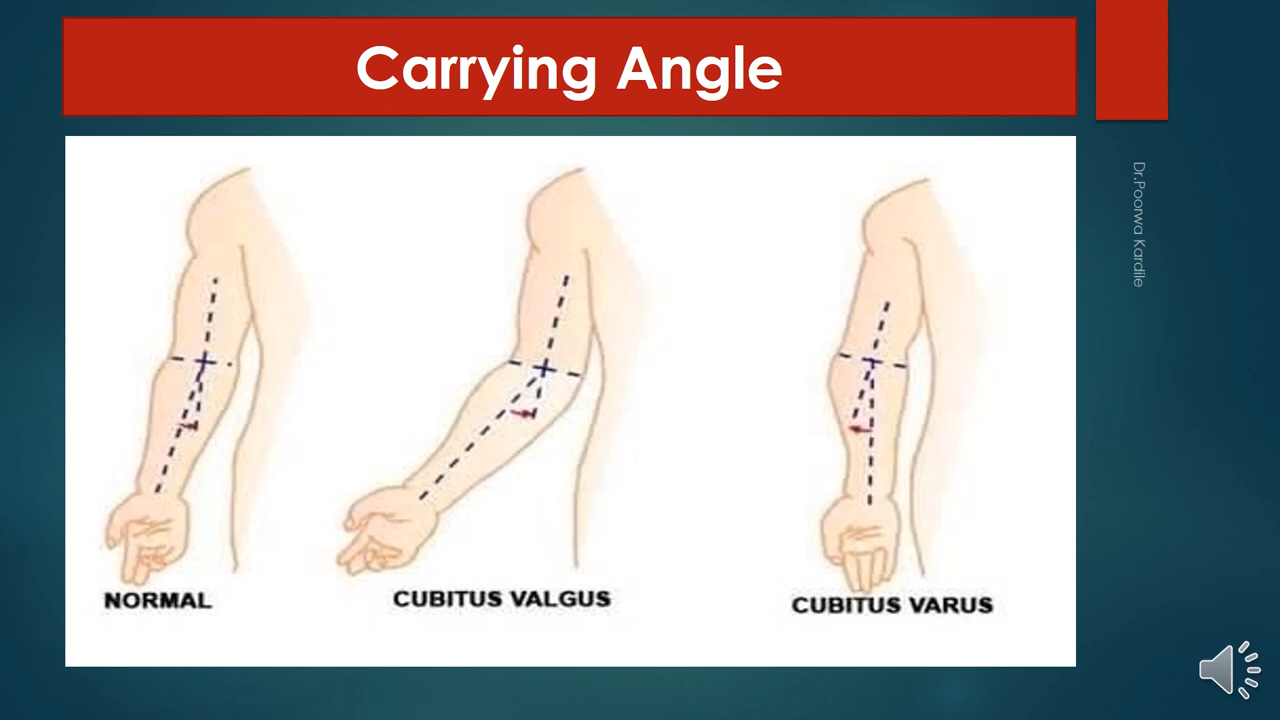 Carrying Angle
Dr.Poorwa Kardile
NORMAL
CUBITUS VALGUS
CUBITUS VARUS